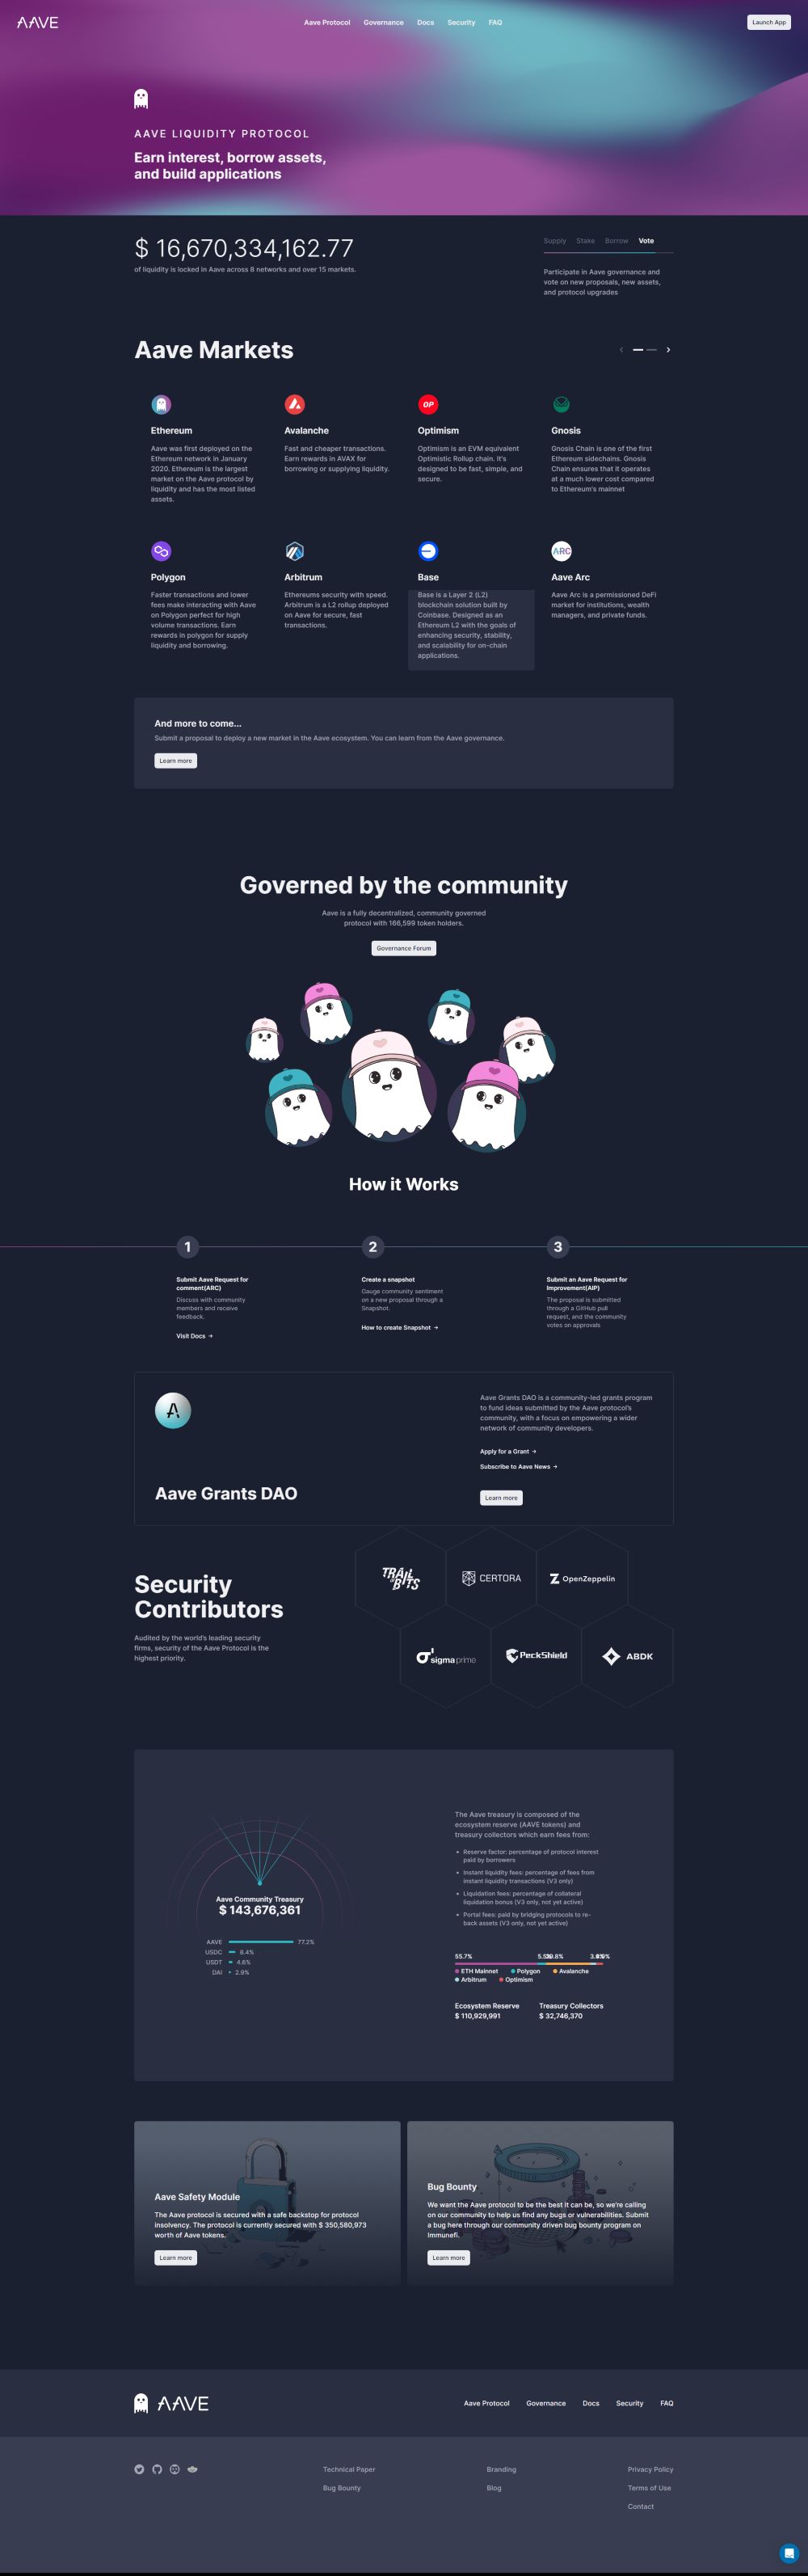 AAVE
Aave Protocol
Governance
Docs
Security
FAQ
Launch App
AAVE LIQUIDITY PROTOCOL
Earn interest, borrow assets,
and build applications
$ 16,670,334,162.77
of liquidity is locked in Aave across 8 networks and over 15 markets.
Supply
Stake
Borrow
Vote
Participate in Aave governance and
vote on new proposals, new assets,
and protocol upgrades
Aave Markets
Ethereum
Aave was first deployed on the
Ethereum network in January
2020. Ethereum is the largest
market on the Aave protocol by
liquidity and has the most listed
assets.
Avalanche
Fast and cheaper transactions.
Earn rewards in AVAX for
borrowing or supplying liquidity.
OP
Optimism
Optimism is an EVM equivalent
Optimistic Rollup chain. It's
designed to be fast, simple, and
secure.
Gnosis
Gnosis Chain is one of the first
Ethereum sidechains. Gnosis
Chain ensures that it operates
at a much lower cost compared
to Ethereum's mainnet
Polygon
Faster transactions and lower
fees make interacting with Aave
on Polygon perfect for high
volume transactions. Earn
rewards in polygon for supply
liquidity and borrowing.
Arbitrum
Ethereums security with speed.
Arbitrum is a L2 rollup deployed
on Aave for secure, fast
transactions.
Base
Base is a Layer 2 (L2)
blockchain solution built by
Coinbase. Designed as an
Ethereum L2 with the goals of
enhancing security, stability,
and scalability for on-chain
applications.
ARC
Aave Arc
Aave Arc is a permissioned DeFi
market for institutions, wealth
managers, and private funds.
And more to come...
Submit a proposal to deploy a new market in the Aave ecosystem. You can learn from the Aave governance.
Learn more
Governed by the community
Aave is a fully decentralized, community governed
protocol with 166,599 token holders.
Governance Forum
How it Works
1
Submit Aave Request for
comment(ARC)
Discuss with community
members and receive
feedback.
Visit Docs →
2
Create a snapshot
Gauge community sentiment
on a new proposal through a
Snapshot.
How to create Snapshot →
3
Submit an Aave Request for
Improvement(AIP)
The proposal is submitted
through a GitHub pull
request, and the community
votes on approvals
Aave Grants DAO
Aave Grants DAO is a community-led grants program
to fund ideas submitted by the Aave protocol's
community, with a focus on empowering a wider
network of community developers.
Apply for a Grant →
Subscribe to Aave News →
Learn more
Security
Contributors
Audited by the world's leading security
firms, security of the Aave Protocol is the
highest priority.
TRAIL OF BITS
CERTORA
OpenZeppelin
sigma prime
PeckShield
ABDK
Aave Community Treasury
$ 143,676,361
AAVE 77.2%
USDC 8.4%
USDT 4.6%
DAI 2.9%
The Aave treasury is composed of the
ecosystem reserve (AAVE tokens) and
treasury collectors which earn fees from:
• Reserve factor: percentage of protocol interest
paid by borrowers
• Instant liquidity fees: percentage of fees from
instant liquidity transactions (V3 only)
• Liquidation fees: percentage of collateral
liquidation bonus (V3 only, not yet active)
• Portal fees: paid by bridging protocols to re-
back assets (V3 only, not yet active)
55.7%
ETH Mainnet
Polygon
Avalanche
Arbitrum
Optimism
Ecosystem Reserve
$ 110,929,991
Treasury Collectors
$ 32,746,370
Aave Safety Module
The Aave protocol is secured with a safe backstop for protocol
insolvency. The protocol is currently secured with $ 350,580,973
worth of Aave tokens.
Learn more
Bug Bounty
We want the Aave protocol to be the best it can be, so we're calling
on our community to help us find any bugs or vulnerabilities. Submit
a bug here through our community driven bug bounty program on
Immunefi.
Learn more
AAVE
Aave Protocol
Governance
Docs
Security
FAQ
Technical Paper
Bug Bounty
Branding
Blog
Privacy Policy
Terms of Use
Contact